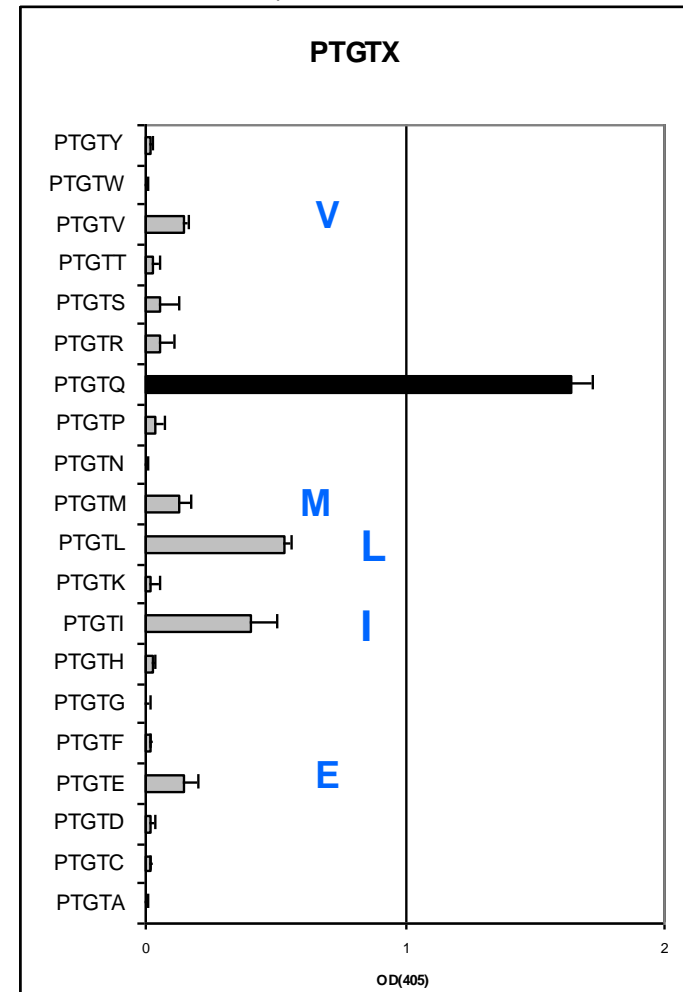 PTGTX
PTGTY
PTGTW
PTGTV V
PTGTT
PTGTS
PTGTR
PTGTQ
PTGTP
PTGTN
PTGTM M
PTGTL L
PTGTK
PTGTI I
PTGTH
PTGTG
PTGTF
PTGTE E
PTGTD
PTGTC
PTGTA
0 1 2
OD(405)